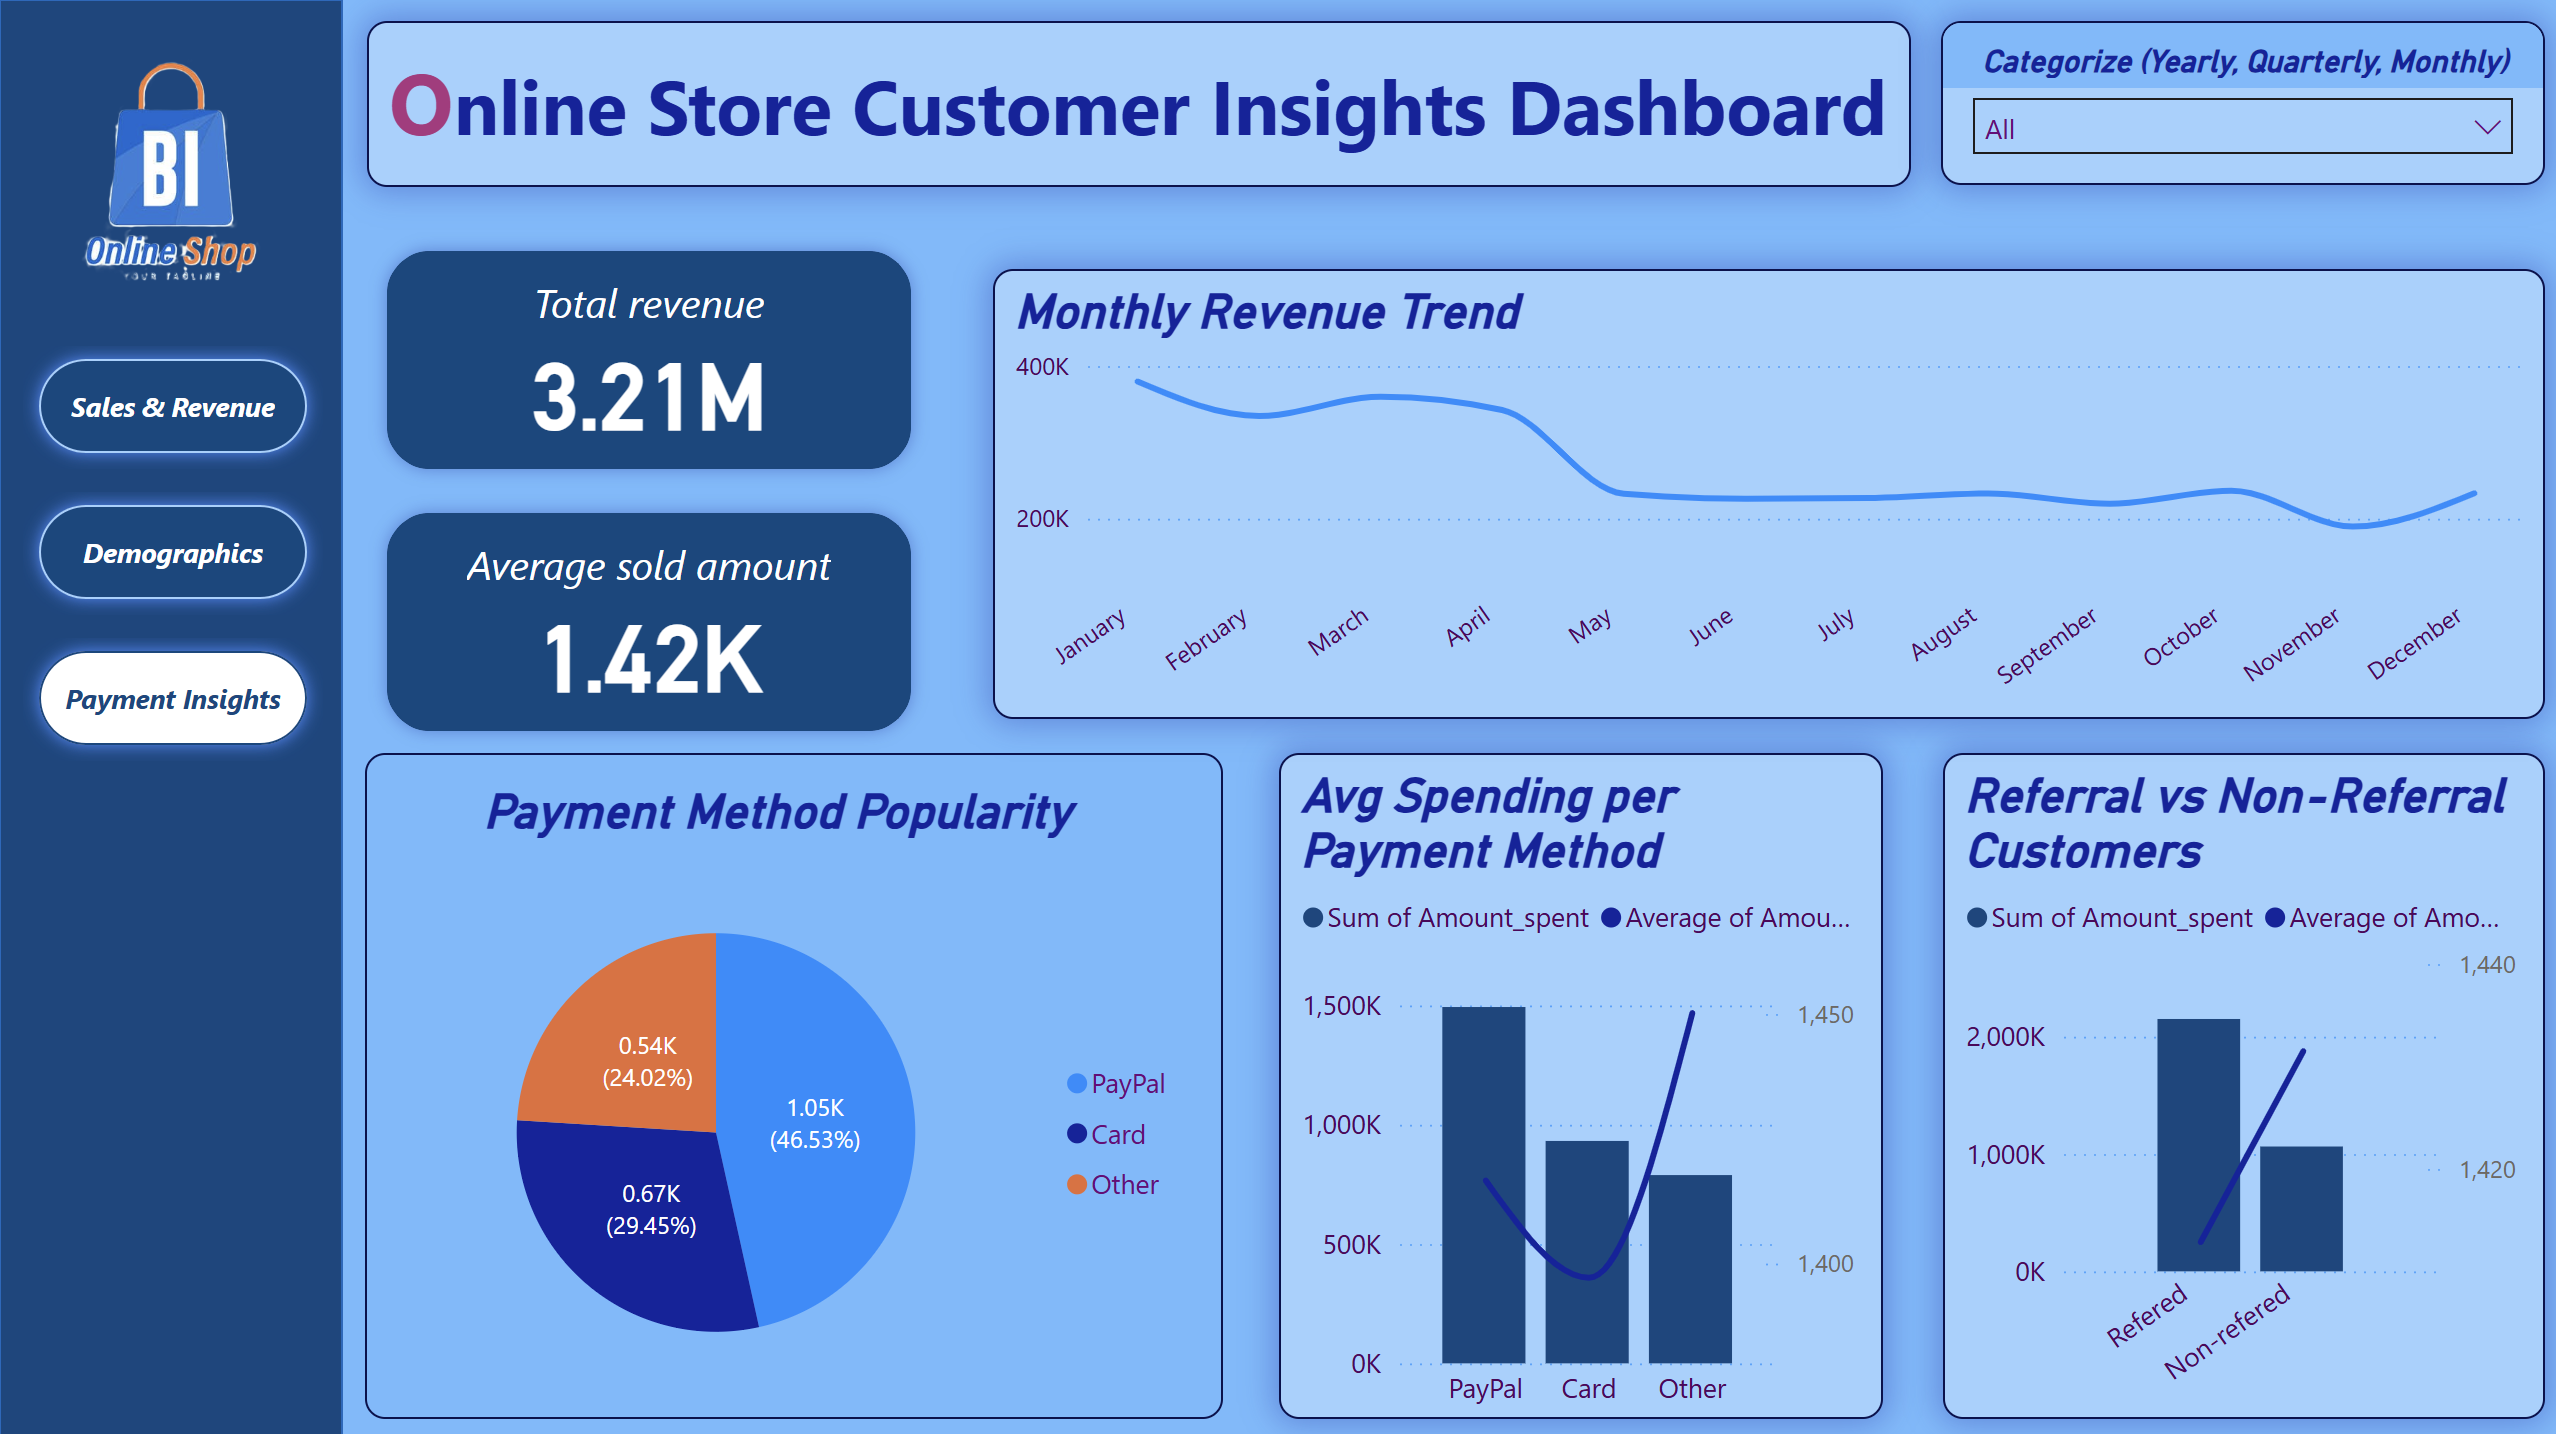 BI
Online Shop
YOUR TAGLINE
Sales & Revenue
Demographics
Payment Insights
Online Store Customer Insights Dashboard
Categorize (Yearly, Quarterly, Monthly)
All
Total revenue
3.21M
Average sold amount
1.42K
Monthly Revenue Trend
400K
200K
January
February
March
April
May
June
July
August
September
October
November
December
Payment Method Popularity
0.54K
(24.02%)
1.05K
(46.53%)
0.67K
(29.45%)
PayPal
Card
Other
Avg Spending per
Payment Method
Sum of Amount_spent Average of Amou...
1,500K
1,000K
500K
0K
1,450
1,400
PayPal Card Other
Referral vs Non-Referral
Customers
Sum of Amount_spent Average of Amo...
2,000K
1,000K
0K
1,440
1,420
Refered
Non-refered